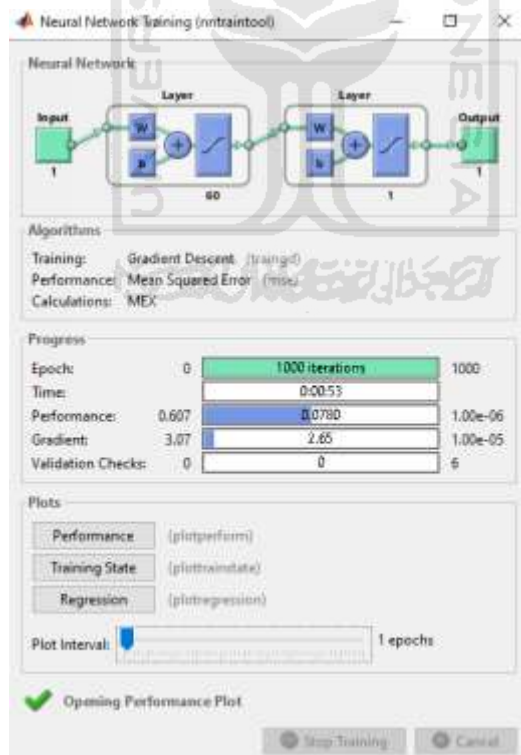 Neural Network Training (nntraintool)
Neural Network
Layer Layer
Input Output
W W
b b
1 60 1 1
Algorithms
Training: Gradient Descent (traingd)
Performance: Mean Squared Error (mse)
Calculations: MEX
Progress
Epoch: 0 1000 iterations 1000
Time: 0:00:53
Performance: 0.607 0.0780 1.00e-06
Gradient: 3.07 2.65 1.00e-05
Validation Checks: 0 0 6
Plots
Performance (plotperform)
Training State (plottrainstate)
Regression (plotregression)
Plot Interval: 1 epochs
Opening Performance Plot
Stop Training Cancel